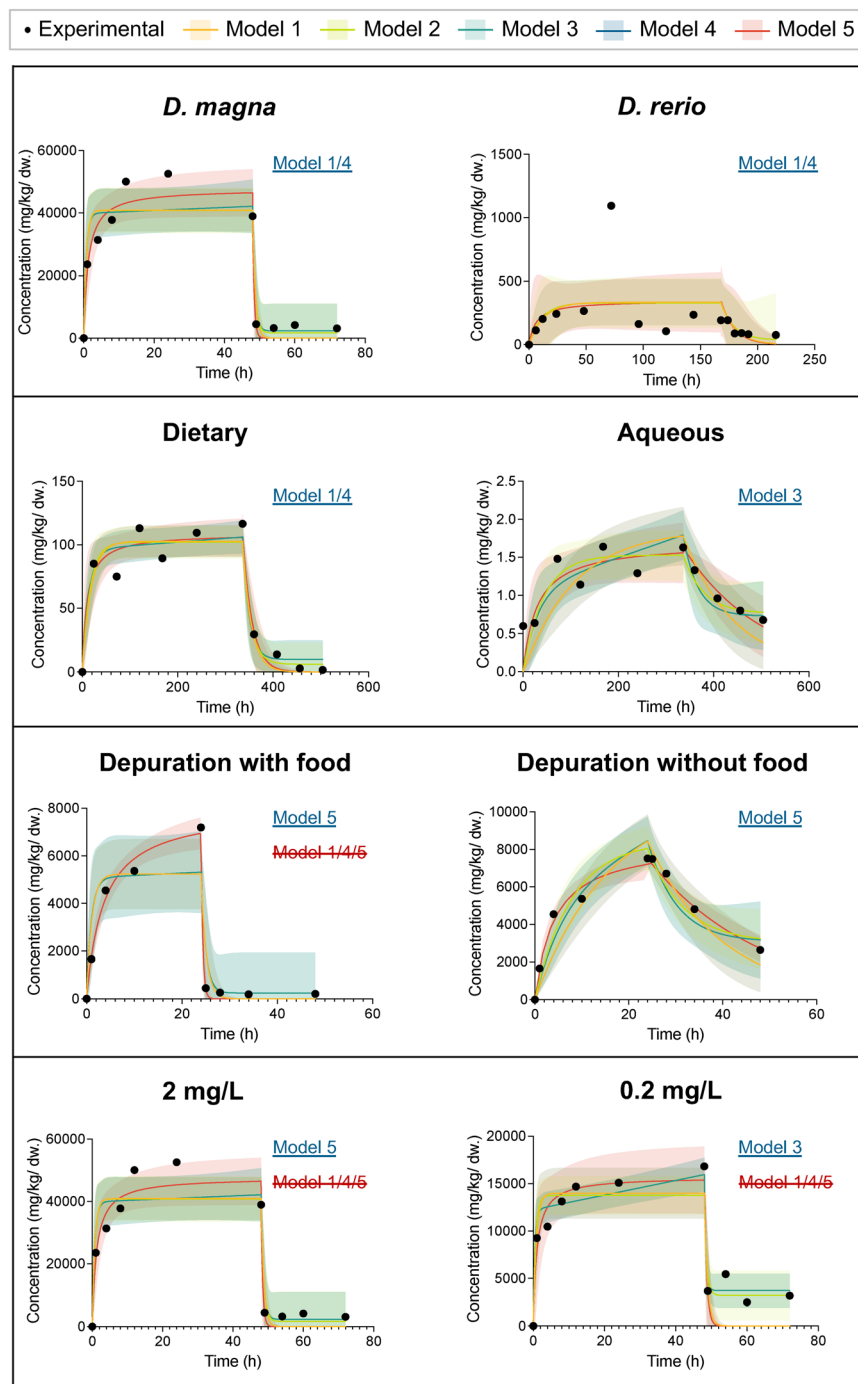 Experimental Model 1 Model 2 Model 3 Model 4 Model 5
D. magna
Concentration (mg/kg/ dw.)
60000
40000
20000
0
0 20 40 60 80
Time (h)
Model 1/4
D. rerio
Concentration (mg/kg/ dw.)
1500
1000
500
0
0 50 100 150 200 250
Time (h)
Model 1/4
Dietary
Concentration (mg/kg/ dw.)
150
100
50
0
0 200 400 600
Time (h)
Model 1/4
Aqueous
Concentration (mg/kg/ dw.)
2.5
2.0
1.5
1.0
0.5
0.0
0 200 400 600
Time (h)
Model 3
Depuration with food
Concentration (mg/kg/ dw.)
8000
6000
4000
2000
0
0 20 40 60
Time (h)
Model 5
Model 1/4/5
Depuration without food
Concentration (mg/kg/ dw.)
10000
8000
6000
4000
2000
0
0 20 40 60
Time (h)
Model 5
2 mg/L
Concentration (mg/kg/ dw.)
60000
40000
20000
0
0 20 40 60 80
Time (h)
Model 5
Model 1/4/5
0.2 mg/L
Concentration (mg/kg/ dw.)
20000
15000
10000
5000
0
0 20 40 60 80
Time (h)
Model 3
Model 1/4/5